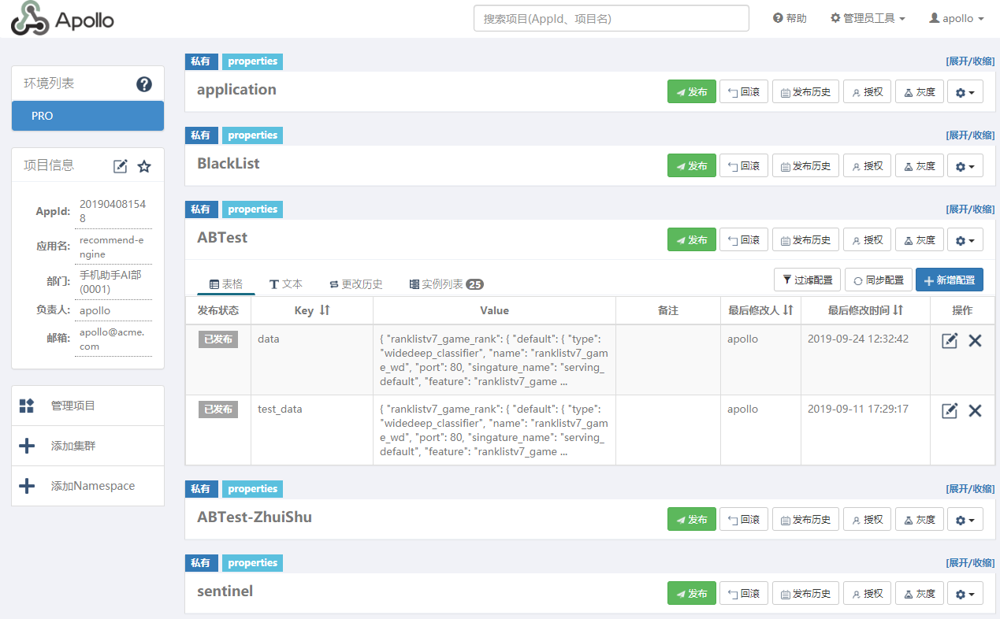 Apollo
搜索项目(AppId、项目名)
帮助
管理员工具
apollo
环境列表
PRO
项目信息
AppId:
20190408154
8
应用名:
recommend-e
ngine
部门:
手机助手AI部
(0001)
负责人:
apollo
邮箱:
apollo@acme.
com
管理项目
添加集群
添加Namespace
私有 properties [展开/收缩]
application 发布 回滚 发布历史 授权 灰度
私有 properties [展开/收缩]
BlackList 发布 回滚 发布历史 授权 灰度
私有 properties [展开/收缩]
ABTest 发布 回滚 发布历史 授权 灰度
表格 文本 更改历史 实例列表 25 过滤配置 同步配置 新增配置
发布状态 Key Value 备注 最后修改人 最后修改时间 操作
已发布 data
{ "ranklistv7_game_rank": { "default": { "type":
"widedeep_classifier", "name": "ranklistv7_gam
e_wd", "port": 80, "singature_name": "serving_
default", "feature": "ranklistv7_game ...
apollo 2019-09-24 12:32:42
已发布 test_data
{ "ranklistv7_game_rank": { "default": { "type":
"widedeep_classifier", "name": "ranklistv7_gam
e_wd", "port": 80, "singature_name": "serving_
default", "feature": "ranklistv7_game ...
apollo 2019-09-11 17:29:17
私有 properties [展开/收缩]
ABTest-ZhuiShu 发布 回滚 发布历史 授权 灰度
私有 properties [展开/收缩]
sentinel 发布 回滚 发布历史 授权 灰度